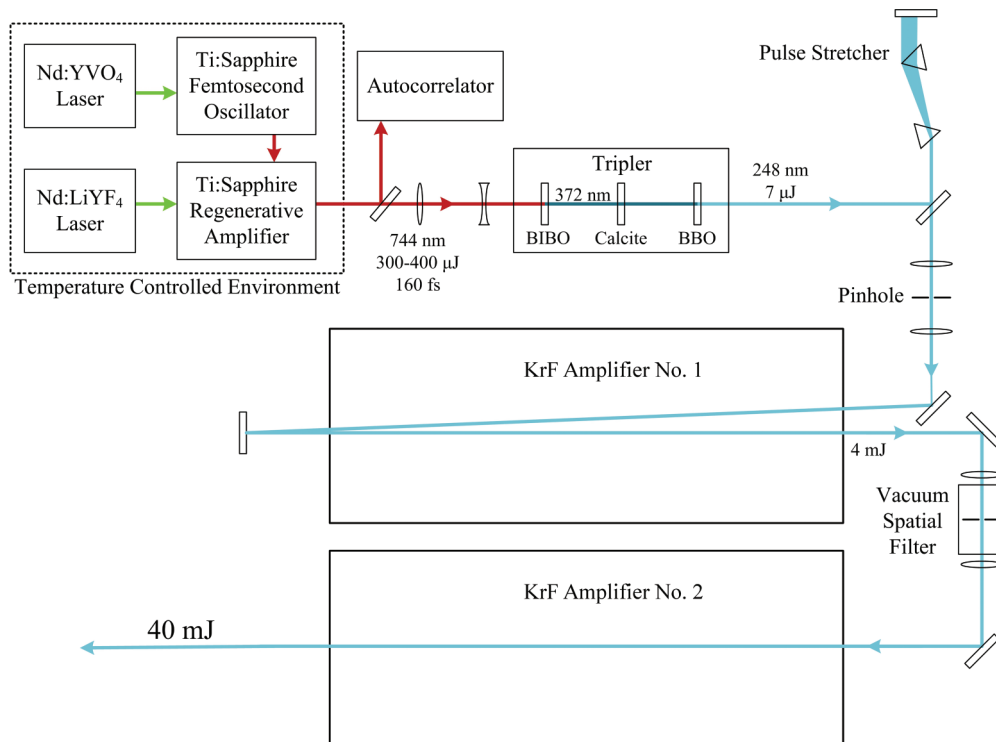 Nd:YVO₄
Laser
Ti:Sapphire
Femtosecond
Oscillator
Nd:LiYF₄
Laser
Ti:Sapphire
Regenerative
Amplifier
Temperature Controlled Environment
Autocorrelator
744 nm
300-400 μJ
160 fs
Tripler
372 nm
BIBO
Calcite
BBO
248 nm
7 μJ
Pulse Stretcher
Pinhole
KrF Amplifier No. 1
4 mJ
Vacuum
Spatial
Filter
KrF Amplifier No. 2
40 mJ